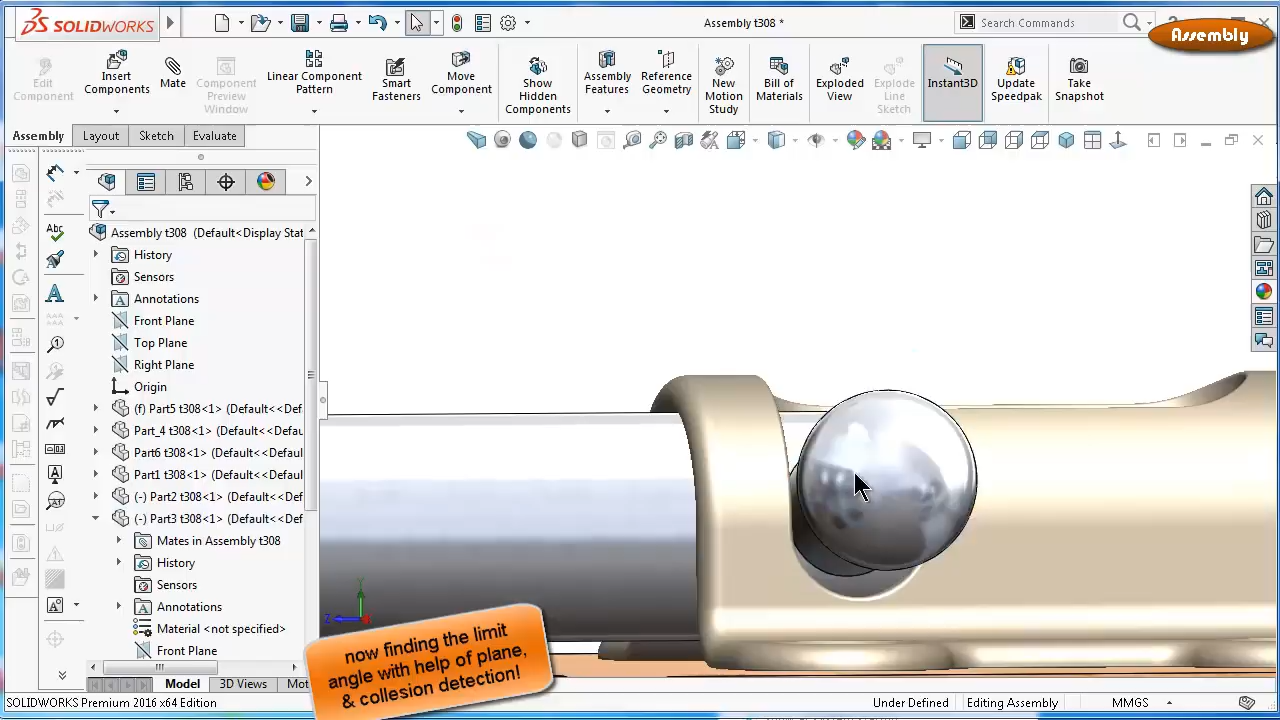 SOLIDWORKS
Assembly t308 *
Search Commands
Assembly
Edit Component
Insert Components
Mate
Component Preview Window
Linear Component Pattern
Smart Fasteners
Move Component
Show Hidden Components
Assembly Features
Reference Geometry
New Motion Study
Bill of Materials
Exploded View
Explode Line Sketch
Instant3D
Update Speedpak
Take Snapshot
Assembly
Layout
Sketch
Evaluate
Assembly t308 (Default<Display Stat
History
Sensors
Annotations
Front Plane
Top Plane
Right Plane
Origin
(f) Part5 t308<1> (Default<<Def
Part_4 t308<1> (Default<<Def
Part6 t308<1> (Default<<Def
Part1 t308<1> (Default<<Def
(-) Part2 t308<1> (Default<<Def
(-) Part3 t308<1> (Default<<Def
Mates in Assembly t308
History
Sensors
Annotations
Material <not specified>
Front Plane
now finding the limit
angle with help of plane,
& collesion detection!
Model
3D Views
Mot
SOLIDWORKS Premium 2016 x64 Edition
Under Defined
Editing Assembly
MMGS